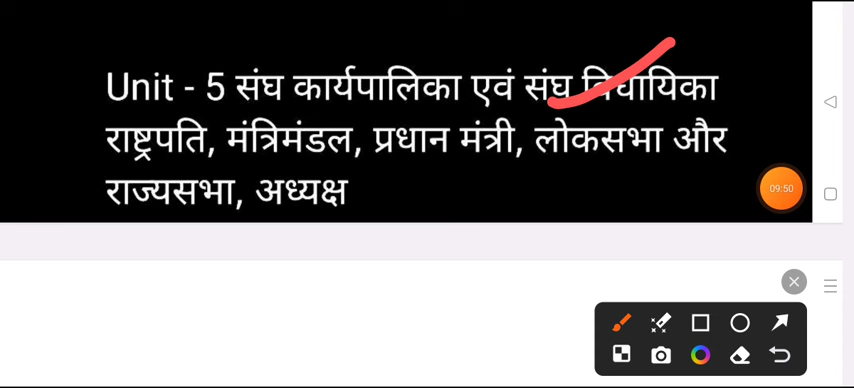 Unit - 5 संघ कार्यपालिका एवं संघ विधायिका
राष्ट्रपति, मंत्रिमंडल, प्रधान मंत्री, लोकसभा और
राज्यसभा, अध्यक्ष
09:50